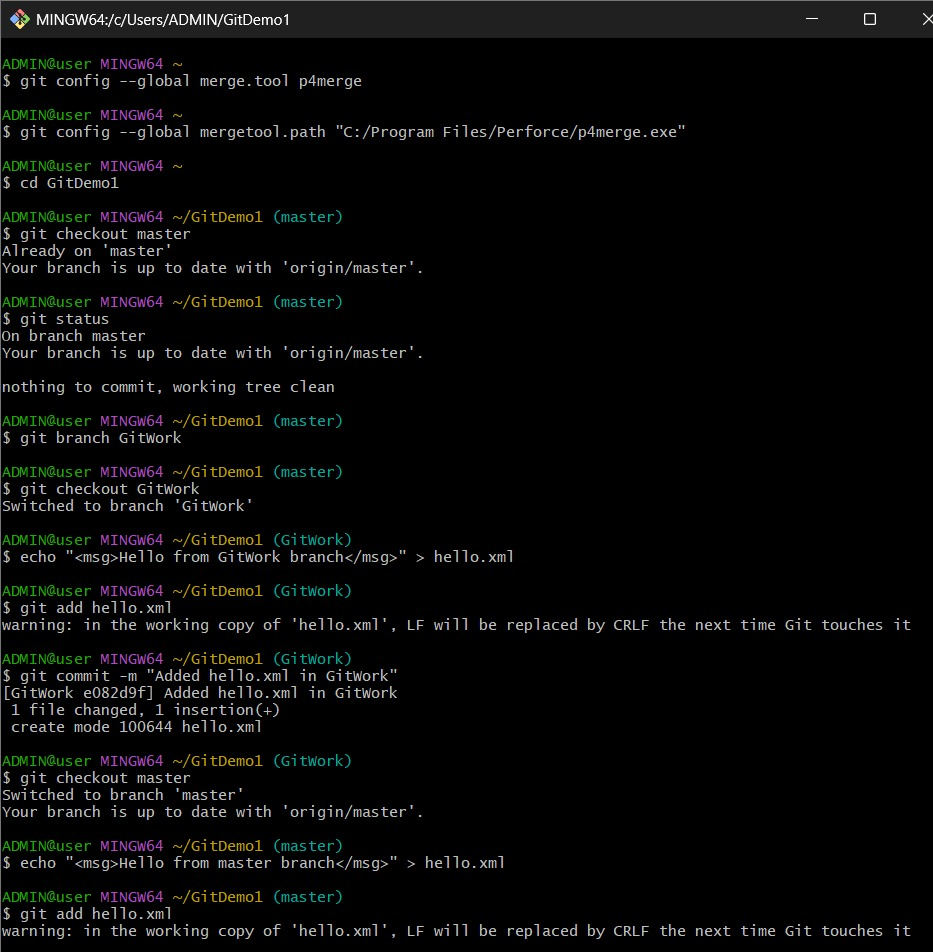 MINGW64:/c/Users/ADMIN/GitDemo1
ADMIN@user MINGW64 ~
$ git config --global merge.tool p4merge
ADMIN@user MINGW64 ~
$ git config --global mergetool.path "C:/Program Files/Perforce/p4merge.exe"
ADMIN@user MINGW64 ~
$ cd GitDemo1
ADMIN@user MINGW64 ~/GitDemo1 (master)
$ git checkout master
Already on 'master'
Your branch is up to date with 'origin/master'.
ADMIN@user MINGW64 ~/GitDemo1 (master)
$ git status
On branch master
Your branch is up to date with 'origin/master'.
nothing to commit, working tree clean
ADMIN@user MINGW64 ~/GitDemo1 (master)
$ git branch GitWork
ADMIN@user MINGW64 ~/GitDemo1 (master)
$ git checkout GitWork
Switched to branch 'GitWork'
ADMIN@user MINGW64 ~/GitDemo1 (GitWork)
$ echo "<msg>Hello from GitWork branch</msg>" > hello.xml
ADMIN@user MINGW64 ~/GitDemo1 (GitWork)
$ git add hello.xml
warning: in the working copy of 'hello.xml', LF will be replaced by CRLF the next time Git touches it
ADMIN@user MINGW64 ~/GitDemo1 (GitWork)
$ git commit -m "Added hello.xml in GitWork"
[GitWork e082d9f] Added hello.xml in GitWork
1 file changed, 1 insertion(+)
create mode 100644 hello.xml
ADMIN@user MINGW64 ~/GitDemo1 (GitWork)
$ git checkout master
Switched to branch 'master'
Your branch is up to date with 'origin/master'.
ADMIN@user MINGW64 ~/GitDemo1 (master)
$ echo "<msg>Hello from master branch</msg>" > hello.xml
ADMIN@user MINGW64 ~/GitDemo1 (master)
$ git add hello.xml
warning: in the working copy of 'hello.xml', LF will be replaced by CRLF the next time Git touches it